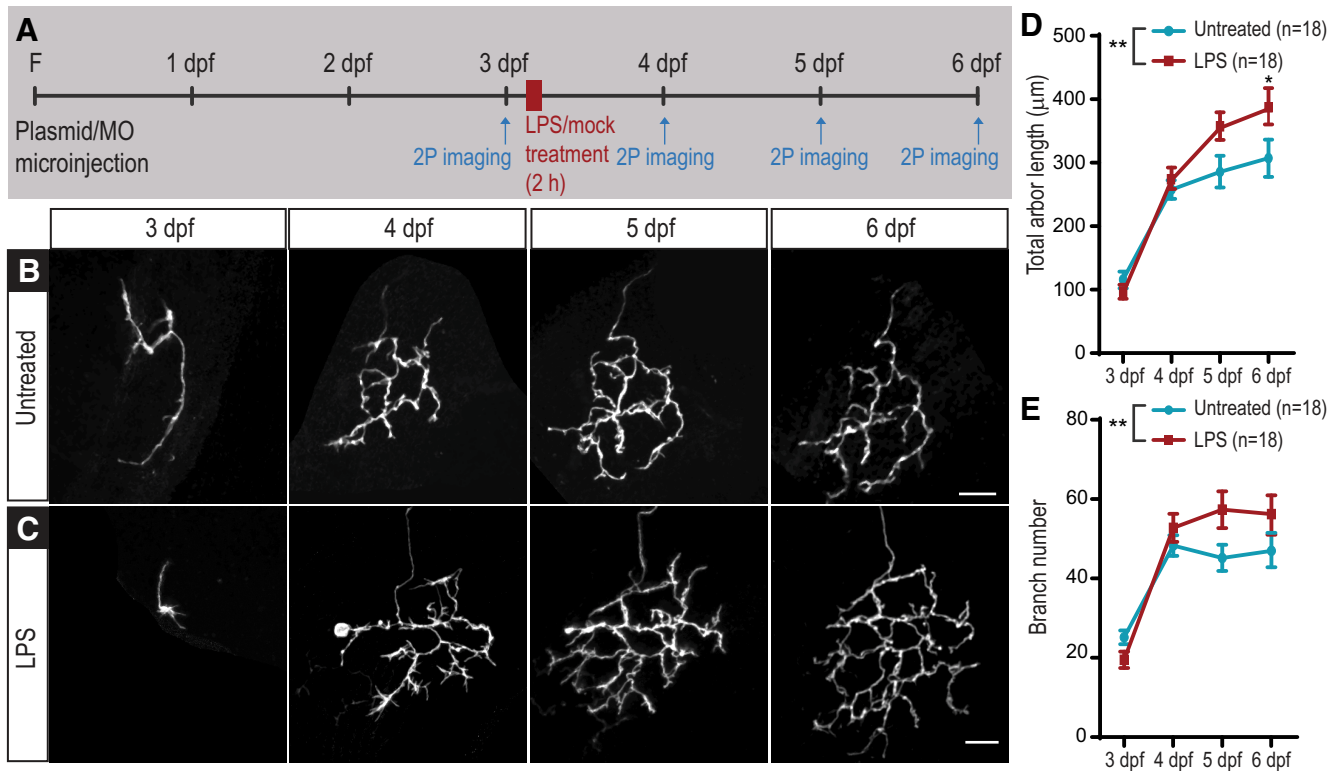 A
F 1 dpf 2 dpf 3 dpf 4 dpf 5 dpf 6 dpf
Plasmid/MO
microinjection
2P imaging
LPS/mock
treatment
(2 h)
2P imaging
2P imaging
2P imaging
3 dpf 4 dpf 5 dpf 6 dpf
B
Untreated
C
LPS
D
** Untreated (n=18)
LPS (n=18)
*
Total arbor length (μm)
500
400
300
200
100
0
3 dpf 4 dpf 5 dpf 6 dpf
E
** Untreated (n=18)
LPS (n=18)
Branch number
80
60
40
20
0
3 dpf 4 dpf 5 dpf 6 dpf